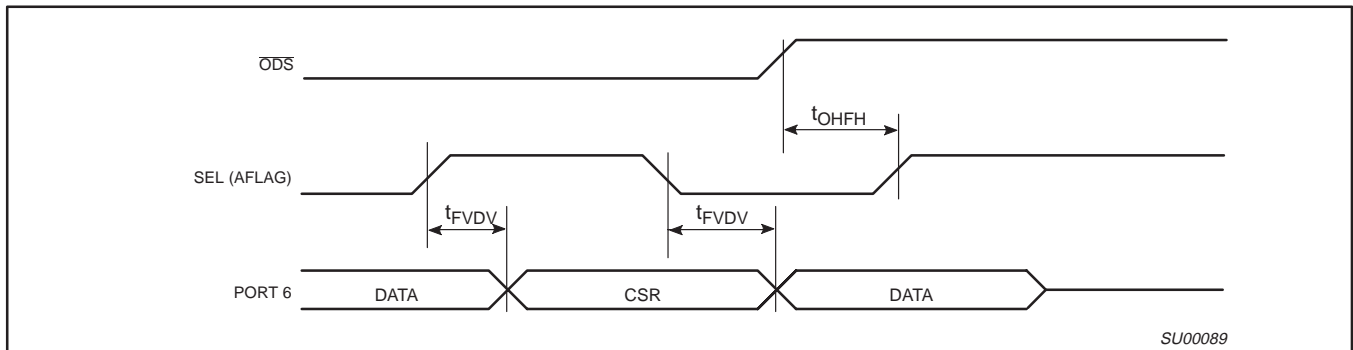 ODS
tOHFH
SEL (AFLAG)
tFVDV tFVDV
PORT 6 DATA CSR DATA
SU00089